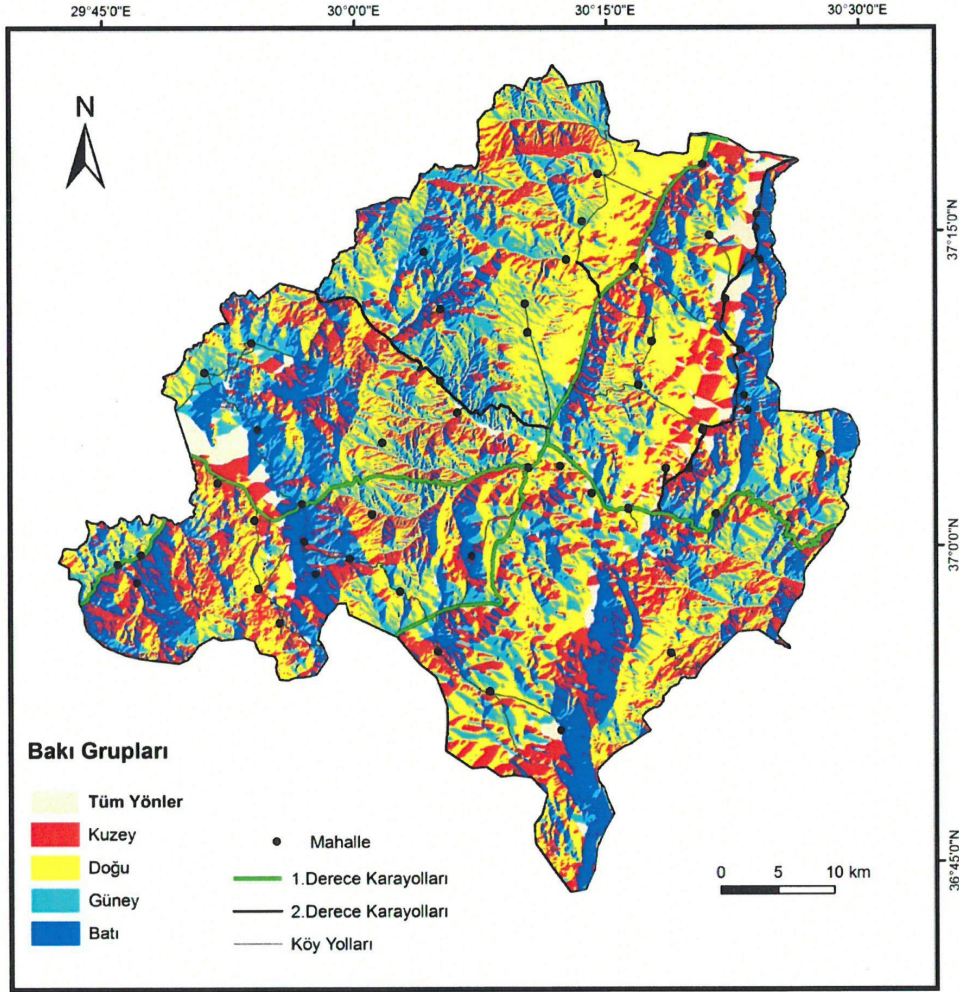 29°45'0"E
30°0'0"E
30°15'0"E
30°30'0"E
N
37°15'0"N
37°0'0"N
36°45'0"N
Bakı Grupları
Tüm Yönler
Kuzey
Doğu
Güney
Batı
Mahalle
1.Derece Karayolları
2.Derece Karayolları
Köy Yolları
0 5 10 km